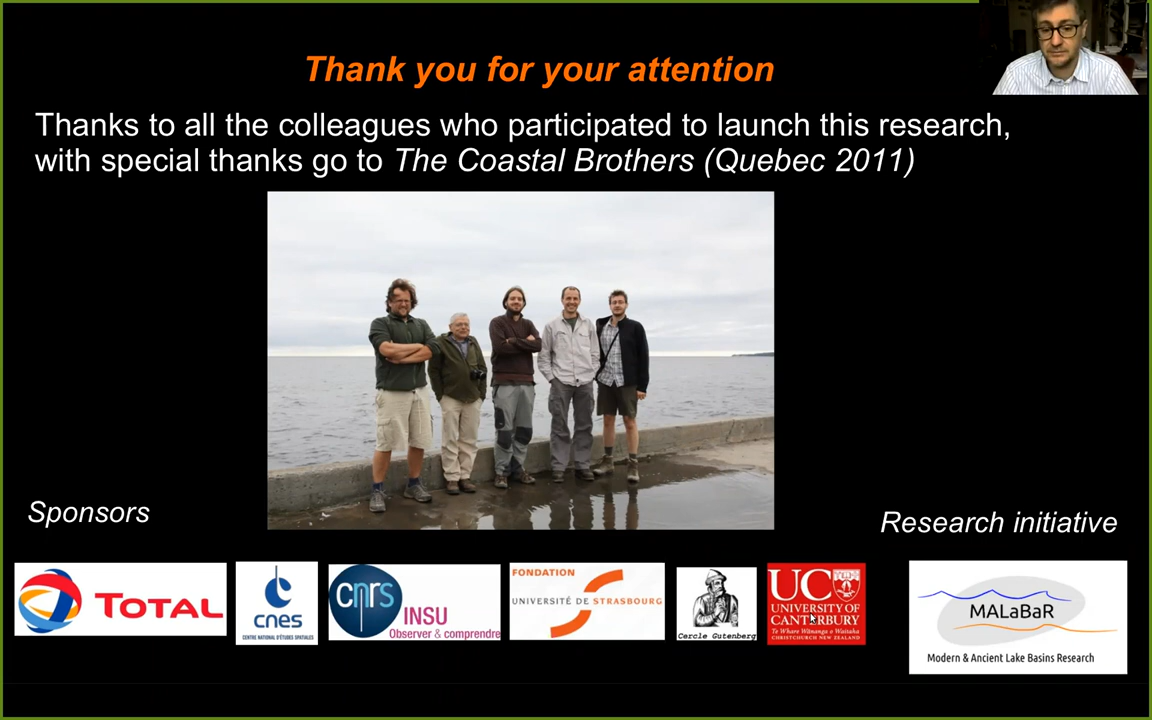 Thank you for your attention
Thanks to all the colleagues who participated to launch this research,
with special thanks go to The Coastal Brothers (Quebec 2011)
Sponsors
Research initiative
TOTAL
cnes
CENTRE NATIONAL D'ÉTUDES SPATIALES
cnrs
INSU
Observer & comprendre
FONDATION
UNIVERSITÉ DE STRASBOURG
Cercle Gutenberg
UC
UNIVERSITY OF
CANTERBURY
Te Whare Wānanga o Waitaha
CHRISTCHURCH NEW ZEALAND
MALaBaR
Modern & Ancient Lake Basins Research